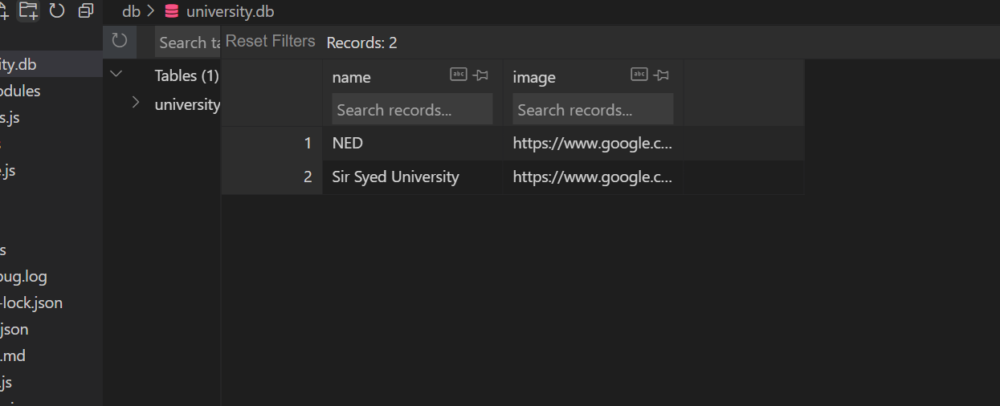 db > university.db
Search ta
Reset Filters
Records: 2
ity.db
odules
s.js
e.js
s
bug.log
-lock.json
json
.md
.js
Tables (1)
university
name
abc
image
abc
Search records...
Search records...
1
NED
https://www.google.c...
2
Sir Syed University
https://www.google.c...